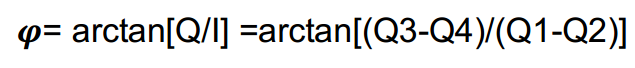 𝝋= arctan[Q/I] =arctan[(Q3-Q4)/(Q1-Q2)]